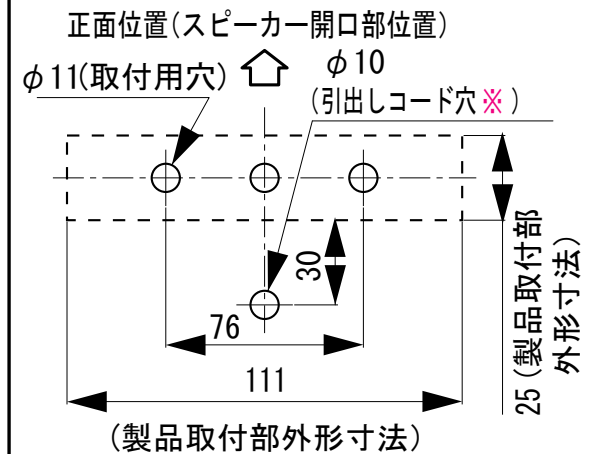 正面位置(スピーカー開口部位置)
φ11(取付用穴)
φ10
(引出しコード穴※)
30
76
111
(製品取付部外形寸法)
25(製品取付部
外形寸法)